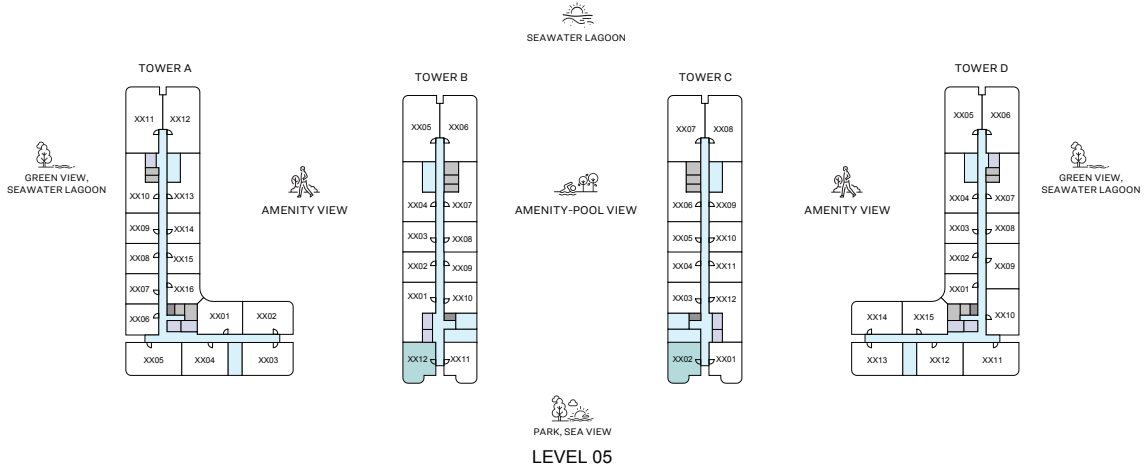 SEAWATER LAGOON
TOWER A
TOWER B
TOWER C
TOWER D
XX11 XX12
XX05 XX06
XX07 XX08
XX05 XX06
GREEN VIEW,
SEAWATER LAGOON
GREEN VIEW,
SEAWATER LAGOON
XX10 XX13
XX04 XX07
XX06 XX09
XX04 XX07
AMENITY VIEW
AMENITY-POOL VIEW
AMENITY VIEW
XX09 XX14
XX03 XX08
XX05 XX10
XX03 XX08
XX08 XX15
XX02 XX09
XX04 XX11
XX02 XX09
XX07 XX16
XX01 XX10
XX03 XX12
XX01
XX06 XX01 XX02
XX14 XX15 XX10
XX05 XX04 XX03
XX12 XX11
XX02 XX01
XX13 XX12 XX11
PARK, SEA VIEW
LEVEL 05